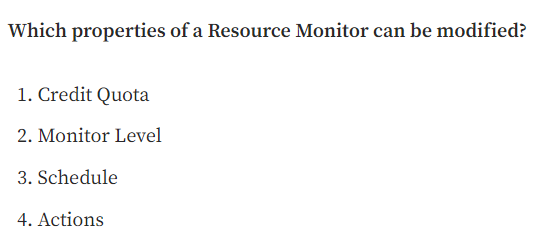 Which properties of a Resource Monitor can be modified?
1. Credit Quota
2. Monitor Level
3. Schedule
4. Actions